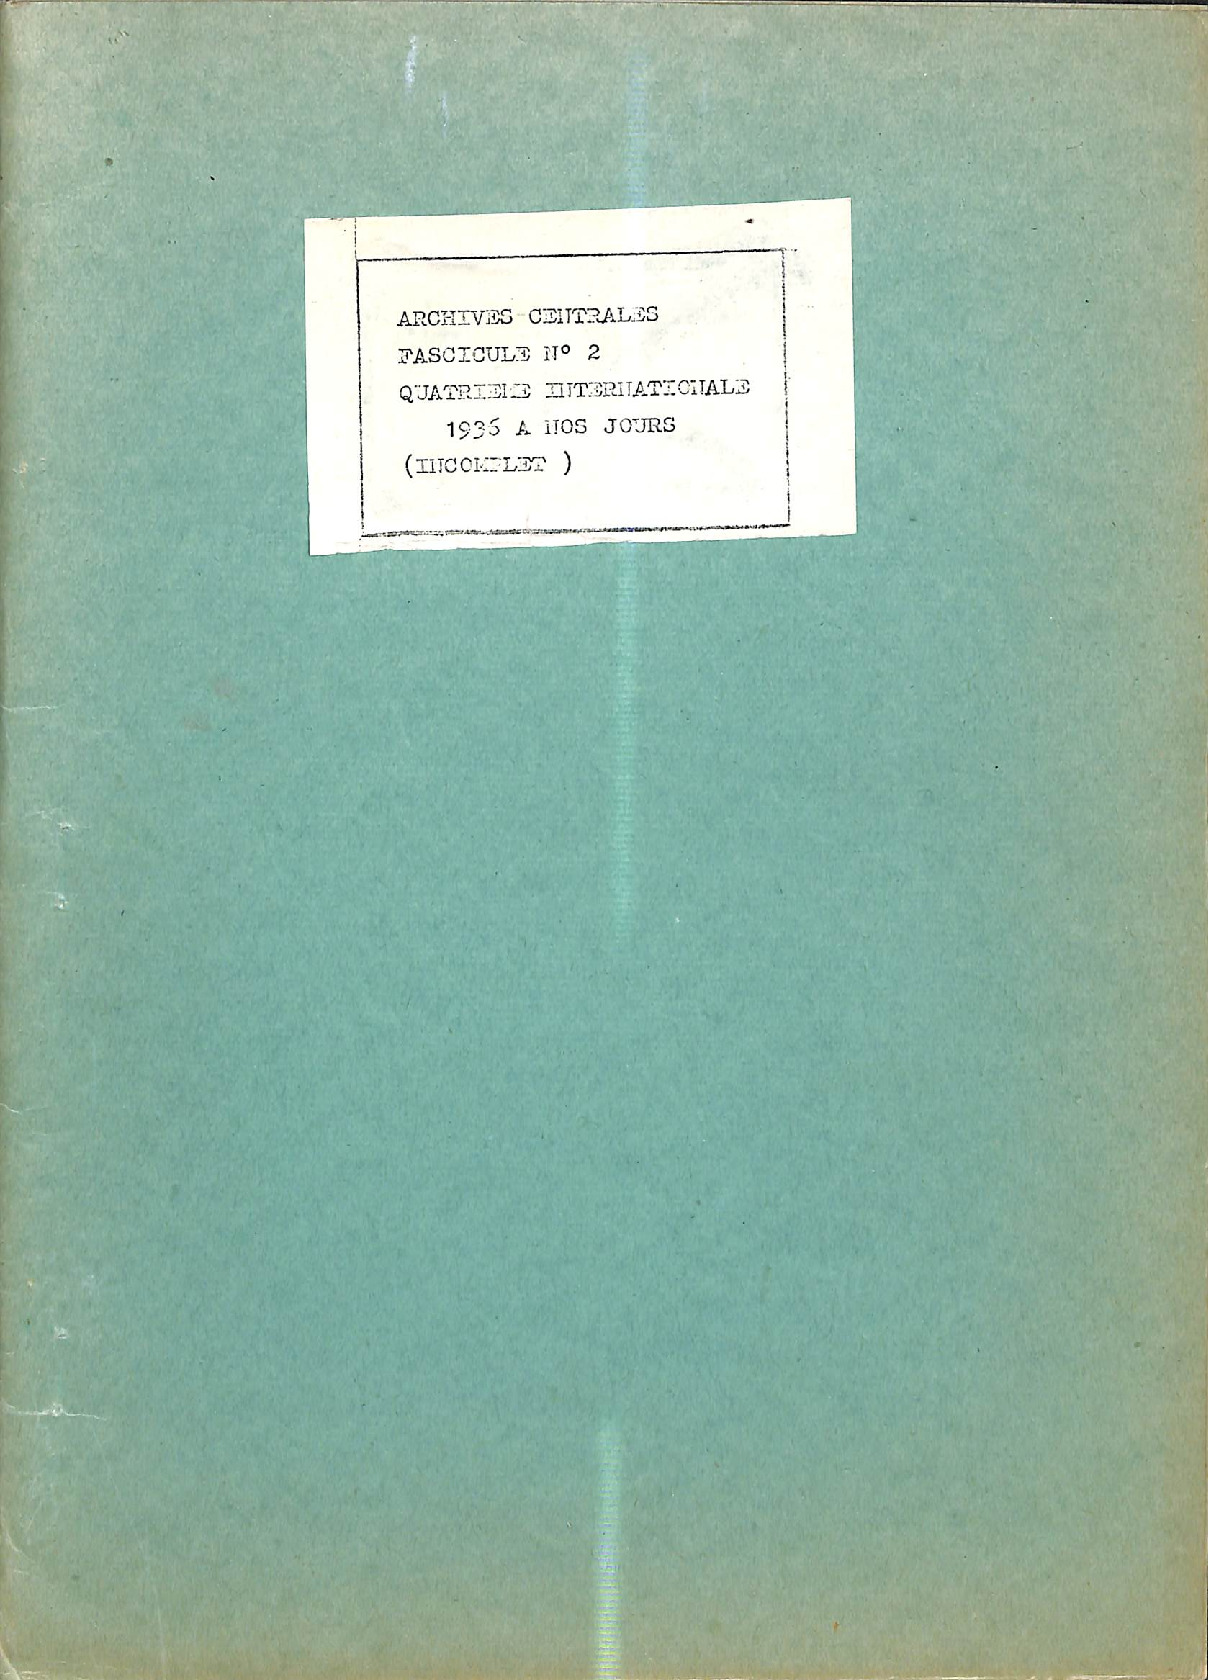 ARCHIVES CENTRALES
FASCICULE N° 2
QUATRIEME INTERNATIONALE
1936 A NOS JOURS
(INCOMPLET )